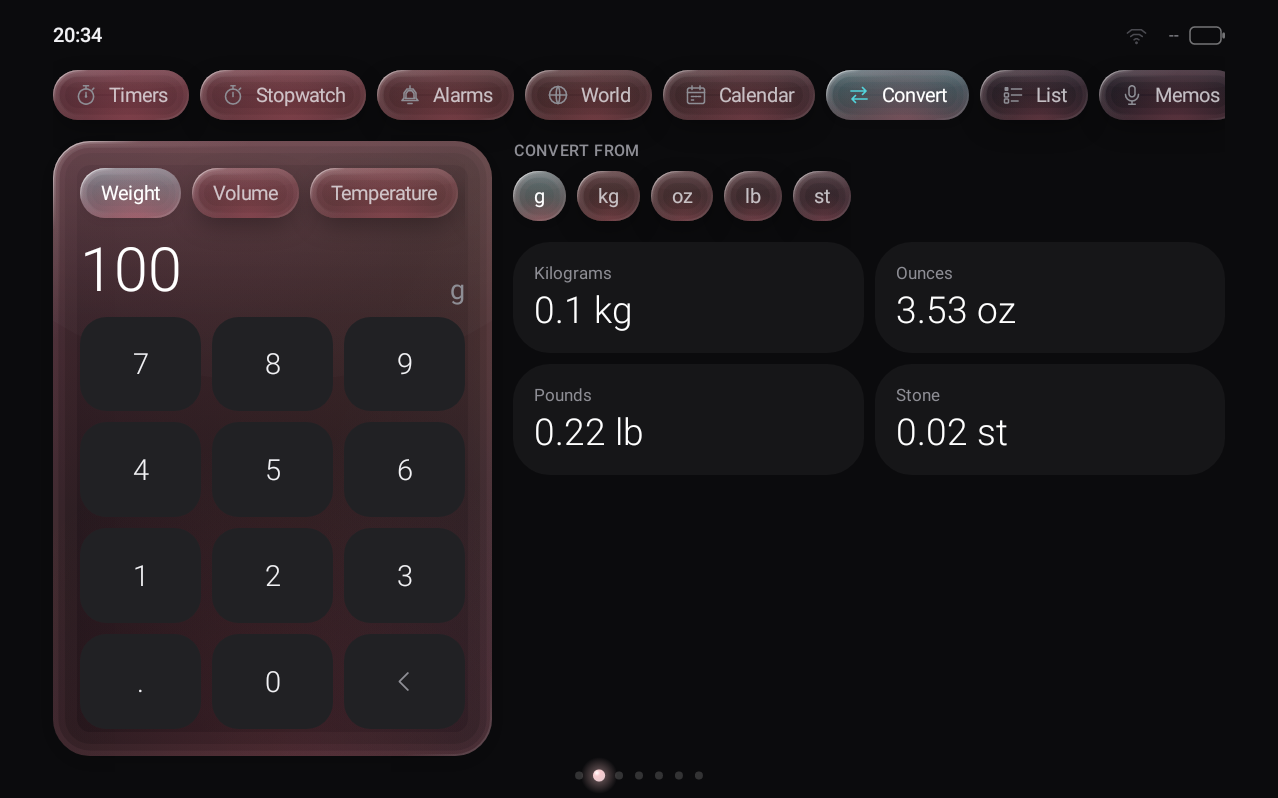 20:34
--
Timers
Stopwatch
Alarms
World
Calendar
Convert
List
Memos
Weight
Volume
Temperature
100
g
7
8
9
4
5
6
1
2
3
.
0
CONVERT FROM
g
kg
oz
lb
st
Kilograms
0.1 kg
Ounces
3.53 oz
Pounds
0.22 lb
Stone
0.02 st